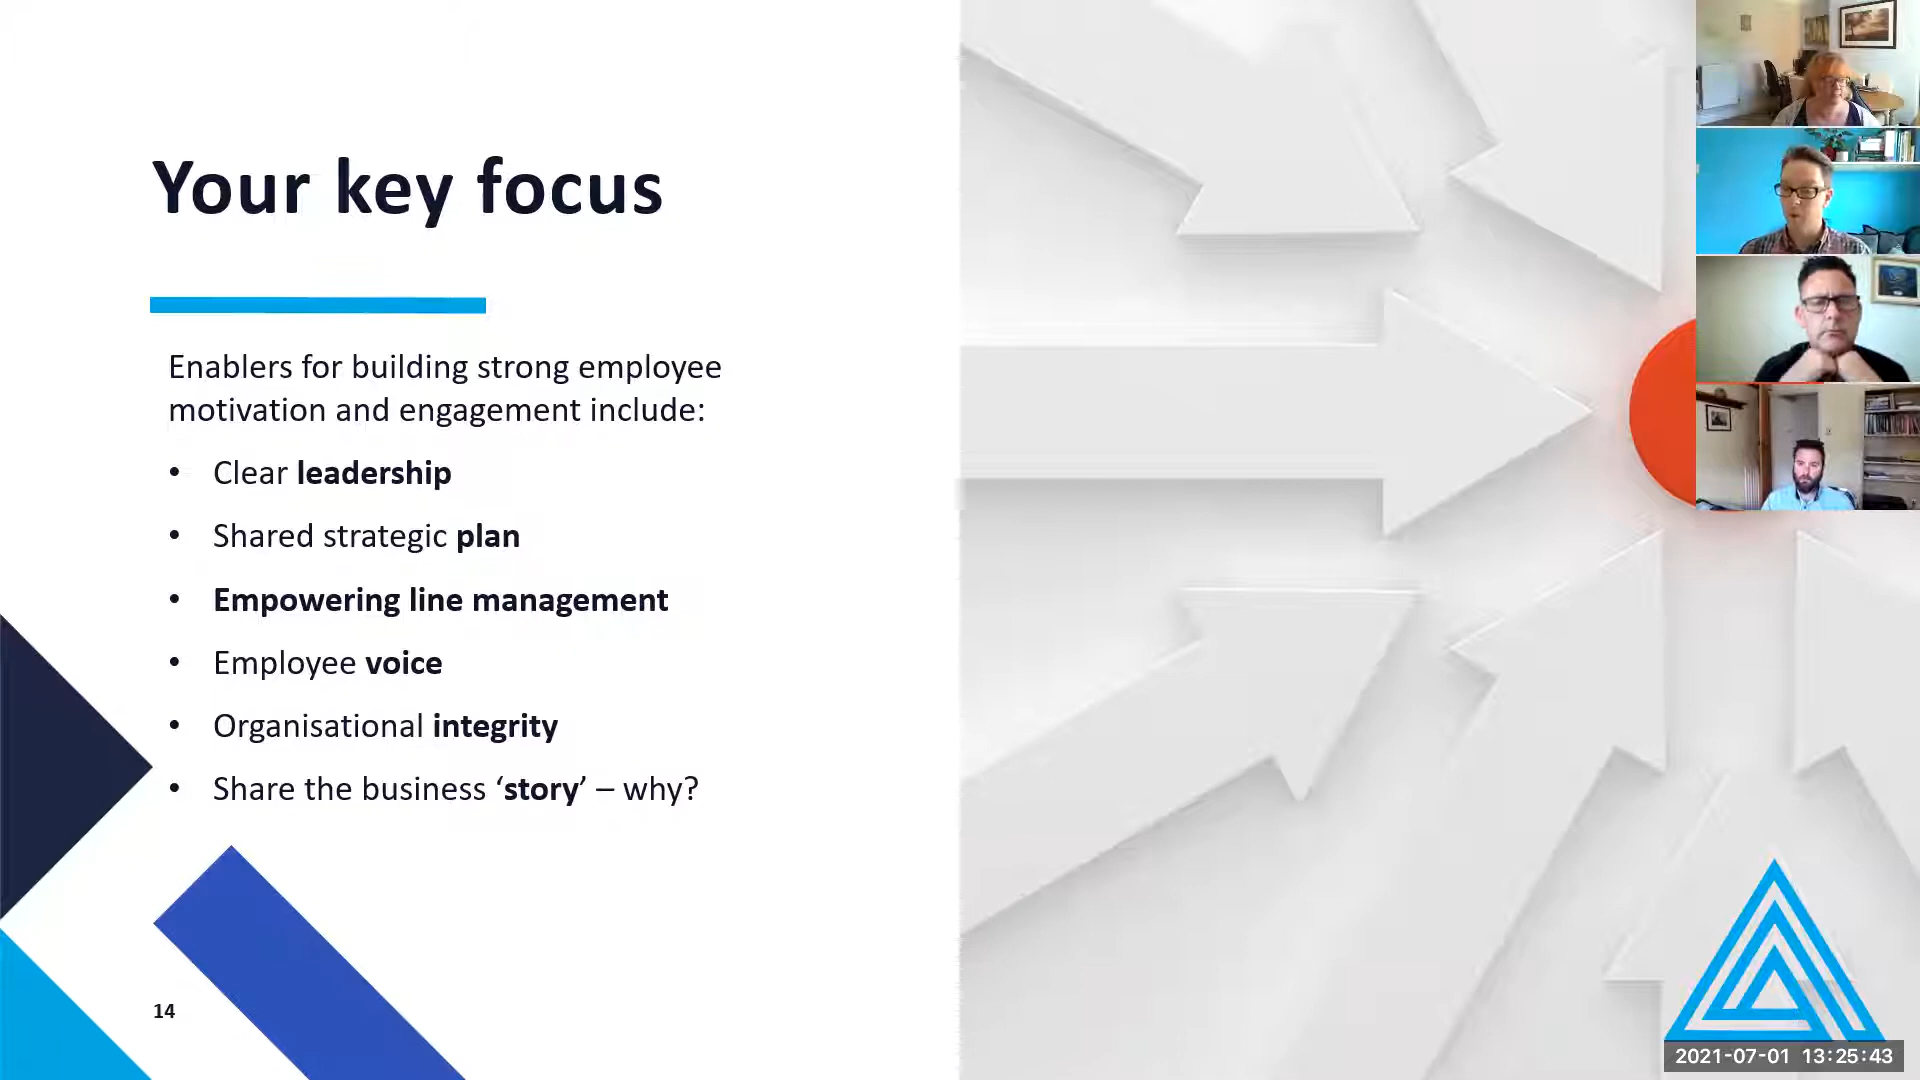 Your key focus
Enablers for building strong employee
motivation and engagement include:
• Clear leadership
• Shared strategic plan
• Empowering line management
• Employee voice
• Organisational integrity
• Share the business ‘story’ – why?
14
2021-07-01 13:25:43